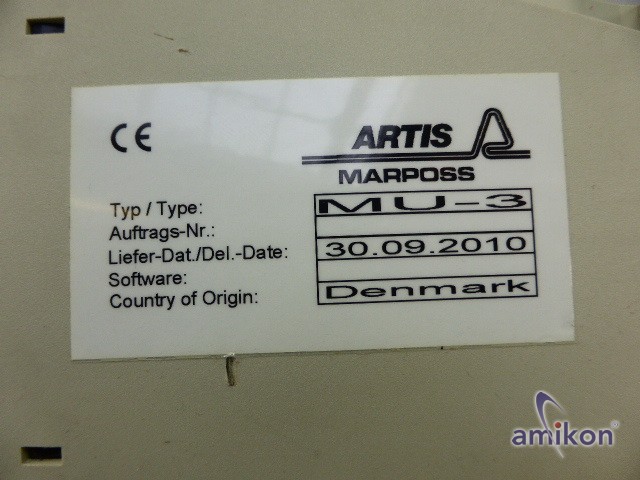 CE
ARTIS
MARPOSS
Typ / Type: MU-3
Auftrags-Nr.:
Liefer-Dat./Del.-Date: 30.09.2010
Software:
Country of Origin: Denmark
amikon®